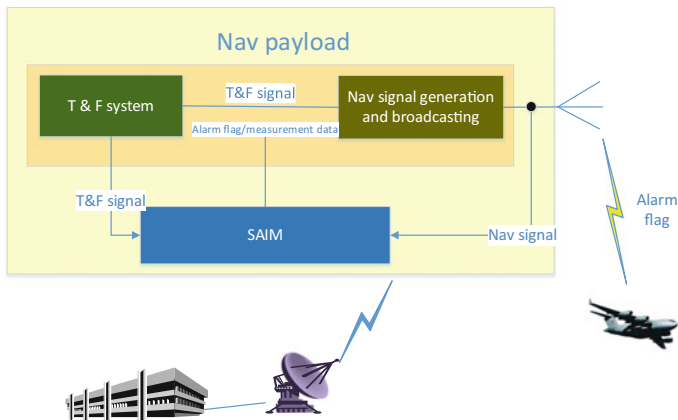 Nav payload
T & F system
T&F signal
Nav signal generation
and broadcasting
Alarm flag/measurement data
T&F signal
SAIM
Nav signal
Alarm
flag